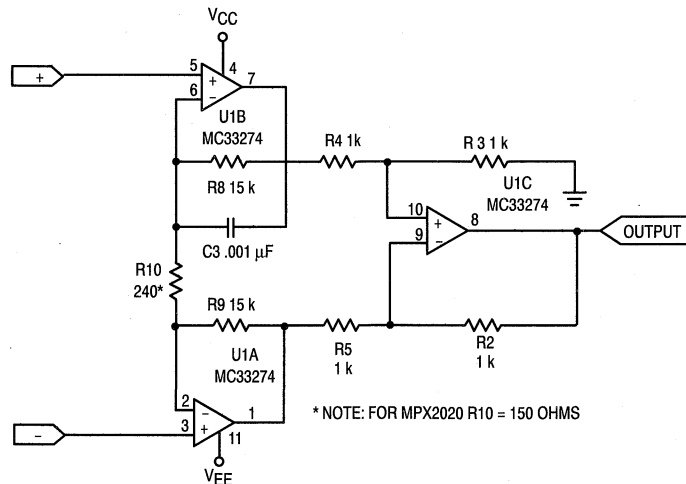 VCC
+
5
4
7
+
6
−
U1B
MC33274
R4 1k
R 3 1 k
R8 15 k
U1C
MC33274
10
+
8
9
−
OUTPUT
C3 .001 µF
R10
240*
R9 15 k
R5
1 k
R2
1 k
U1A
MC33274
2
−
1
3
+
11
−
* NOTE: FOR MPX2020 R10 = 150 OHMS
VEE